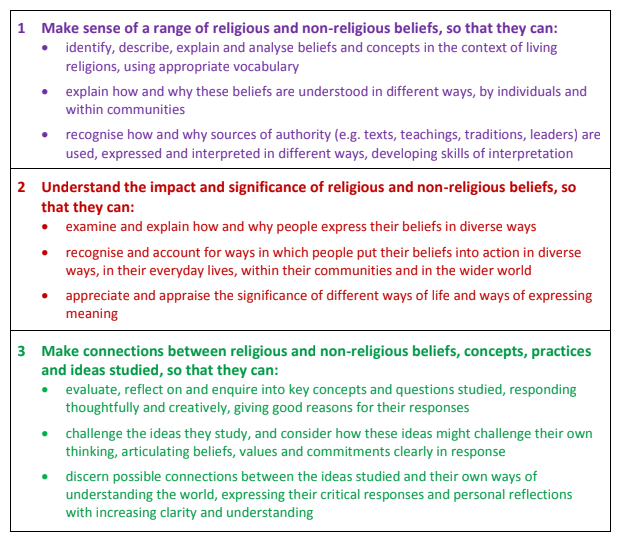 1 Make sense of a range of religious and non-religious beliefs, so that they can:
• identify, describe, explain and analyse beliefs and concepts in the context of living
religions, using appropriate vocabulary
• explain how and why these beliefs are understood in different ways, by individuals and
within communities
• recognise how and why sources of authority (e.g. texts, teachings, traditions, leaders) are
used, expressed and interpreted in different ways, developing skills of interpretation
2 Understand the impact and significance of religious and non-religious beliefs, so
that they can:
• examine and explain how and why people express their beliefs in diverse ways
• recognise and account for ways in which people put their beliefs into action in diverse
ways, in their everyday lives, within their communities and in the wider world
• appreciate and appraise the significance of different ways of life and ways of expressing
meaning
3 Make connections between religious and non-religious beliefs, concepts, practices
and ideas studied, so that they can:
• evaluate, reflect on and enquire into key concepts and questions studied, responding
thoughtfully and creatively, giving good reasons for their responses
• challenge the ideas they study, and consider how these ideas might challenge their own
thinking, articulating beliefs, values and commitments clearly in response
• discern possible connections between the ideas studied and their own ways of
understanding the world, expressing their critical responses and personal reflections
with increasing clarity and understanding